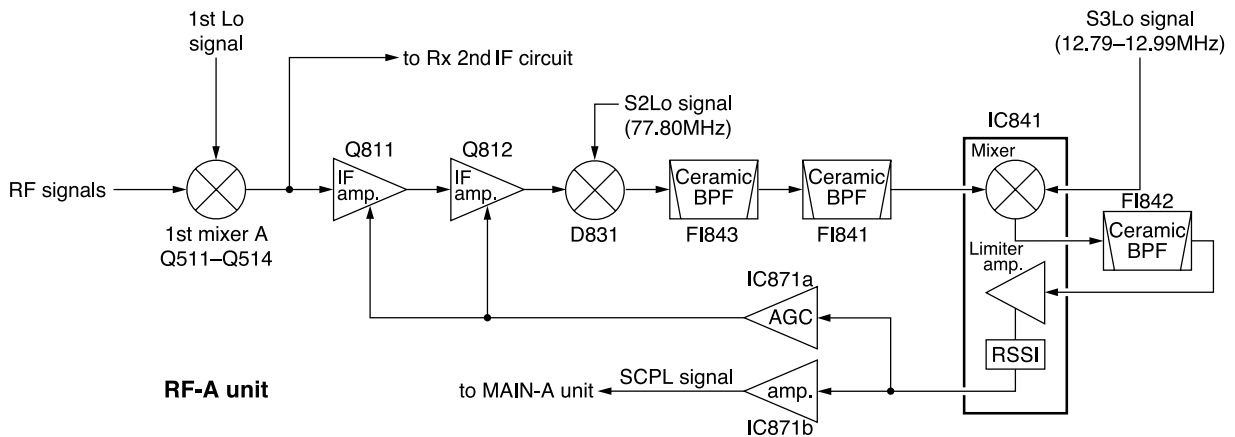 1st Lo
signal
to Rx 2nd IF circuit
S2Lo signal
(77.80MHz)
S3Lo signal
(12.79–12.99MHz)
IC841
Mixer
RF signals
1st mixer A
Q511–Q514
Q811
IF
amp.
Q812
IF
amp.
D831
Ceramic
BPF
FI843
Ceramic
BPF
FI841
FI842
Ceramic
BPF
Limiter
amp.
RSSI
IC871a
AGC
RF-A unit
to MAIN-A unit
SCPL signal
amp.
IC871b